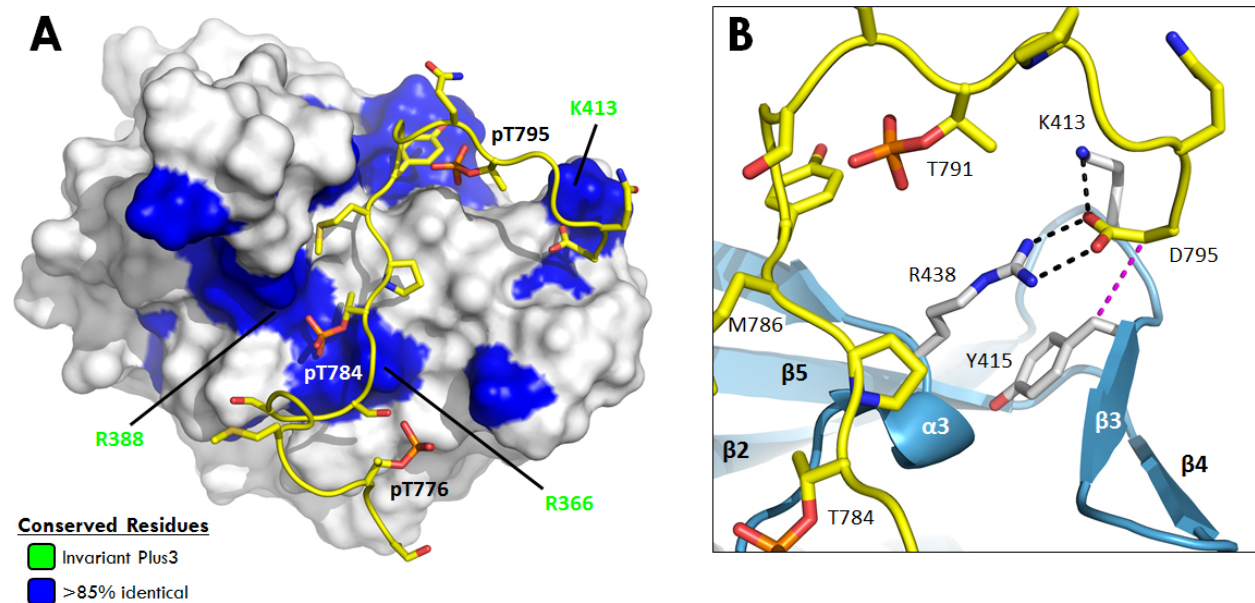 A
K413
pT795
pT784
R388
pT776
R366
Conserved Residues
Invariant Plus3
>85% identical
B
K413
T791
R438
D795
M786
Y415
β5
α3
β3
β2
β4
T784